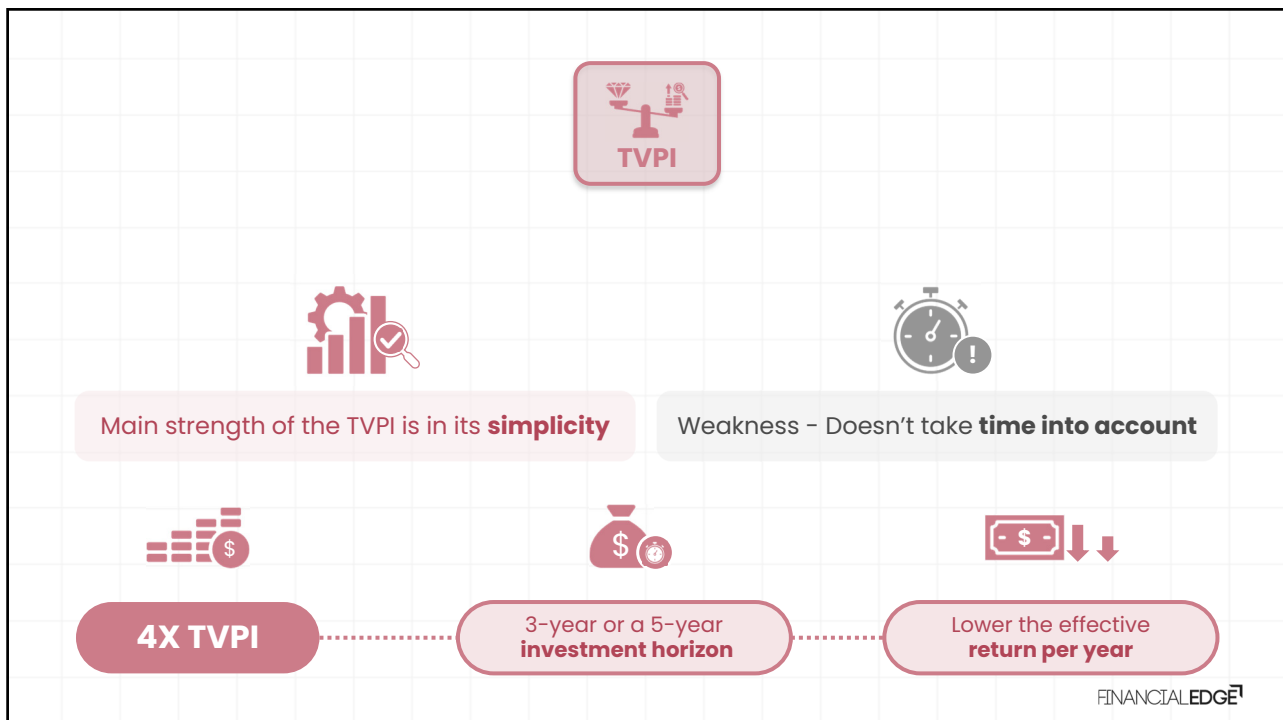 TVPI
Main strength of the TVPI is in its simplicity
Weakness - Doesn't take time into account
$
$
- $ -
4X TVPI
3-year or a 5-year
investment horizon
Lower the effective
return per year
FINANCIALEDGE